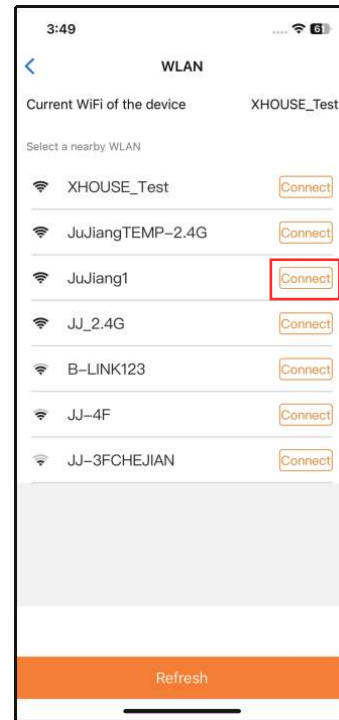 3:49
.... 6
WLAN
Current WiFi of the device XHOUSE_Test
Select a nearby WLAN
XHOUSE_Test Connect
JuJiangTEMP-2.4G Connect
JuJiang1 Connect
JJ_2.4G Connect
B-LINK123 Connect
JJ-4F Connect
JJ-3FCHEJIAN Connect
Refresh